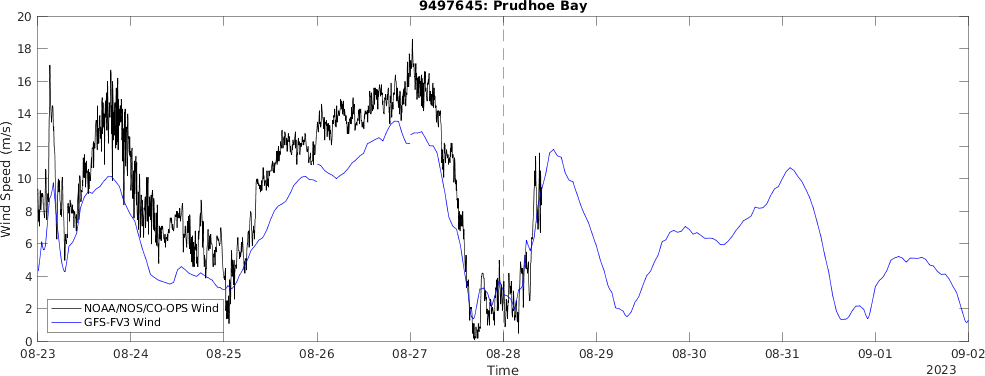 9497645: Prudhoe Bay
20
18
16
14
12
10
8
6
4
2
0
Wind Speed (m/s)
NOAA/NOS/CO-OPS Wind
GFS-FV3 Wind
08-23 08-24 08-25 08-26 08-27 08-28 08-29 08-30 08-31 09-01 09-02
Time
2023